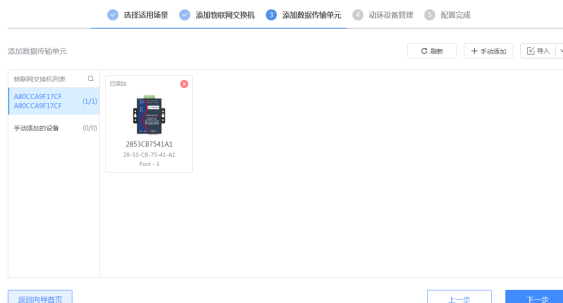 选择适用场景 添加物联网交换机 3 添加数据传输单元 4 动环设备管理 5 配置完成
添加数据传输单元 刷新 + 手动添加 导入
物联网交换机列表
A80CCA9F17CF
A80CCA9F17CF (1/1)
手动添加的设备 (0/0)
已添加
2853CB7541A1
28-53-CB-75-41-A1
Port - 3
返回向导首页 上一步 下一步